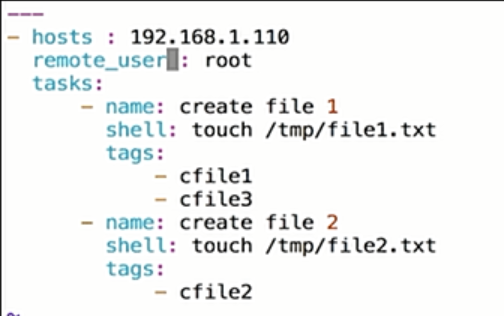 ---
- hosts : 192.168.1.110
  remote_user : root
  tasks:
      - name: create file 1
        shell: touch /tmp/file1.txt
        tags:
            - cfile1
            - cfile3
      - name: create file 2
        shell: touch /tmp/file2.txt
        tags:
            - cfile2
~